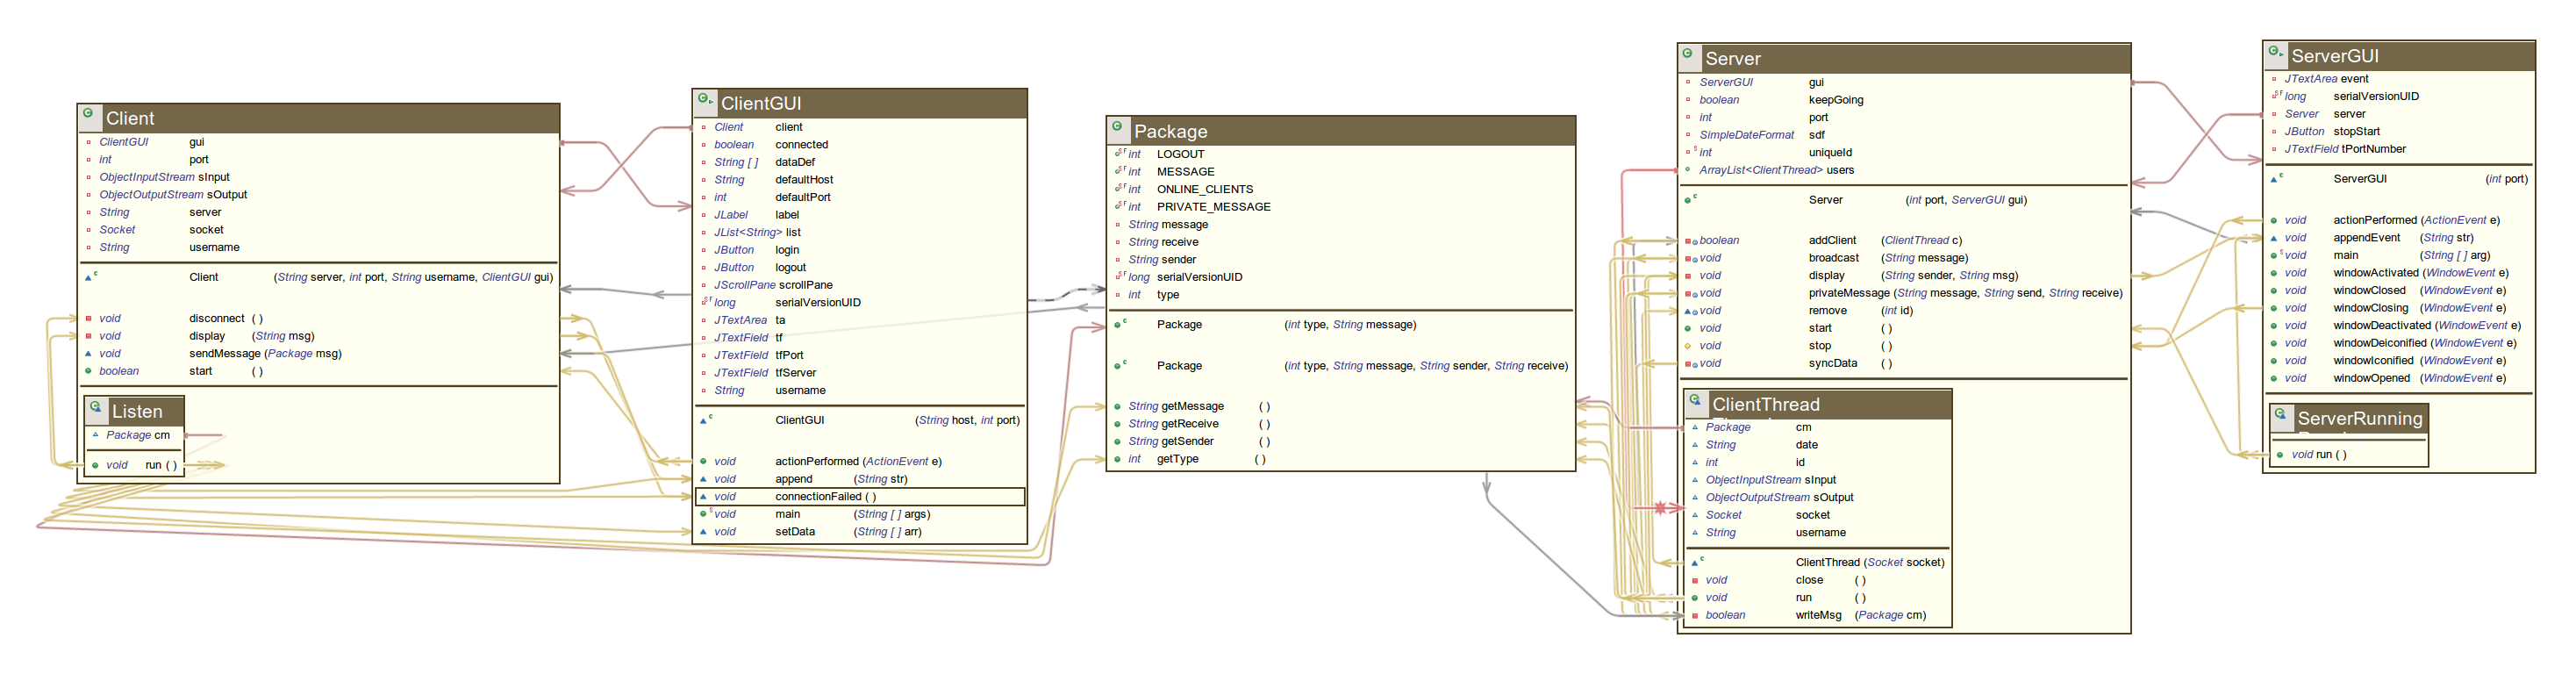 Client
ClientGUI gui
int port
ObjectInputStream sInput
ObjectOutputStream sOutput
String server
Socket socket
String username
Client (String server, int port, String username, ClientGUI gui)
void disconnect ( )
void display (String msg)
void sendMessage (Package msg)
boolean start ( )
Listen
Package cm
void run ( )
ClientGUI
Client client
boolean connected
String [ ] dataDef
String defaultHost
int defaultPort
JLabel label
JList<String> list
JButton login
JButton logout
JScrollPane scrollPane
long serialVersionUID
JTextArea ta
JTextField tf
JTextField tfPort
JTextField tfServer
String username
ClientGUI (String host, int port)
void actionPerformed (ActionEvent e)
void append (String str)
void connectionFailed ( )
void main (String [ ] args)
void setData (String [ ] arr)
Package
int LOGOUT
int MESSAGE
int ONLINE_CLIENTS
int PRIVATE_MESSAGE
String message
String receive
String sender
long serialVersionUID
int type
Package (int type, String message)
Package (int type, String message, String sender, String receive)
String getMessage ( )
String getReceive ( )
String getSender ( )
int getType ( )
Server
ServerGUI gui
boolean keepGoing
int port
SimpleDateFormat sdf
int uniqueId
ArrayList<ClientThread> users
Server (int port, ServerGUI gui)
boolean addClient (ClientThread c)
void broadcast (String message)
void display (String sender, String msg)
void privateMessage (String message, String send, String receive)
void remove (int id)
void start ( )
void stop ( )
void syncData ( )
ClientThread
Package cm
String date
int id
ObjectInputStream sInput
ObjectOutputStream sOutput
Socket socket
String username
ClientThread (Socket socket)
void close ( )
void run ( )
boolean writeMsg (Package cm)
ServerGUI
JTextArea event
long serialVersionUID
Server server
JButton stopStart
JTextField tPortNumber
ServerGUI (int port)
void actionPerformed (ActionEvent e)
void appendEvent (String str)
void main (String [ ] arg)
void windowActivated (WindowEvent e)
void windowClosed (WindowEvent e)
void windowClosing (WindowEvent e)
void windowDeactivated (WindowEvent e)
void windowDeiconified (WindowEvent e)
void windowIconified (WindowEvent e)
void windowOpened (WindowEvent e)
ServerRunning
void run ( )